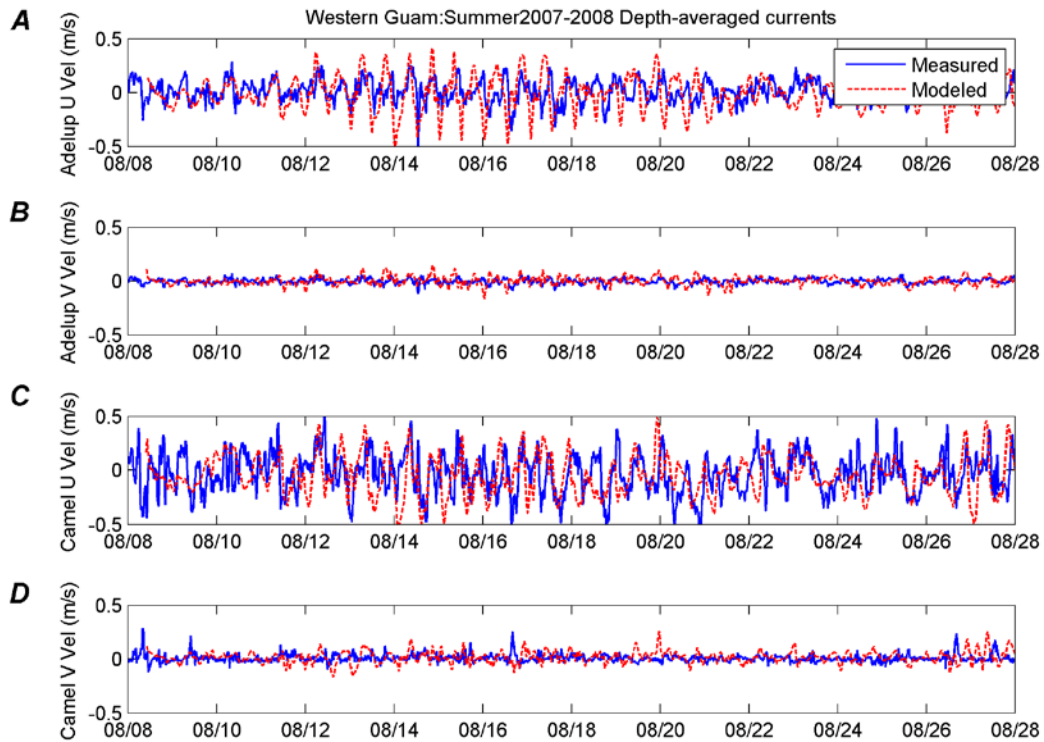 Western Guam:Summer2007-2008 Depth-averaged currents
A
Adelup U Vel (m/s)
0.5
0
-0.5
Measured
Modeled
08/08 08/10 08/12 08/14 08/16 08/18 08/20 08/22 08/24 08/26 08/28
B
Adelup V Vel (m/s)
0.5
0
-0.5
08/08 08/10 08/12 08/14 08/16 08/18 08/20 08/22 08/24 08/26 08/28
C
Camel U Vel (m/s)
0.5
0
-0.5
08/08 08/10 08/12 08/14 08/16 08/18 08/20 08/22 08/24 08/26 08/28
D
Camel V Vel (m/s)
0.5
0
-0.5
08/08 08/10 08/12 08/14 08/16 08/18 08/20 08/22 08/24 08/26 08/28